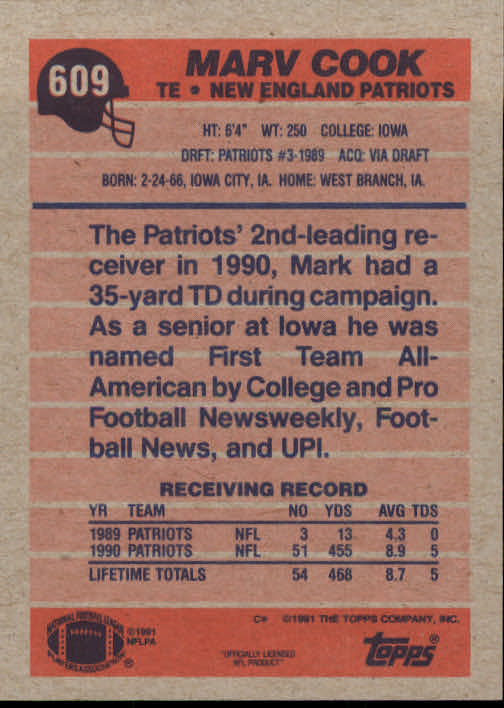 609
MARV COOK
TE • NEW ENGLAND PATRIOTS
HT: 6'4" WT: 250 COLLEGE: IOWA
DRFT: PATRIOTS #3-1989 ACQ: VIA DRAFT
BORN: 2-24-66, IOWA CITY, IA. HOME: WEST BRANCH, IA.
The Patriots' 2nd-leading re-
ceiver in 1990, Mark had a
35-yard TD during campaign.
As a senior at Iowa he was
named First Team All-
American by College and Pro
Football Newsweekly, Foot-
ball News, and UPI.
RECEIVING RECORD
YR TEAM NO YDS AVG TDS
1989 PATRIOTS NFL 3 13 4.3 0
1990 PATRIOTS NFL 51 455 8.9 5
LIFETIME TOTALS 54 468 8.7 5
C* ©1991 THE TOPPS COMPANY, INC.
NATIONAL FOOTBALL LEAGUE
PLAYERS ASSOCIATION ®
©1991
NFLPA
"OFFICIALLY LICENSED
NFL PRODUCT"
topps®